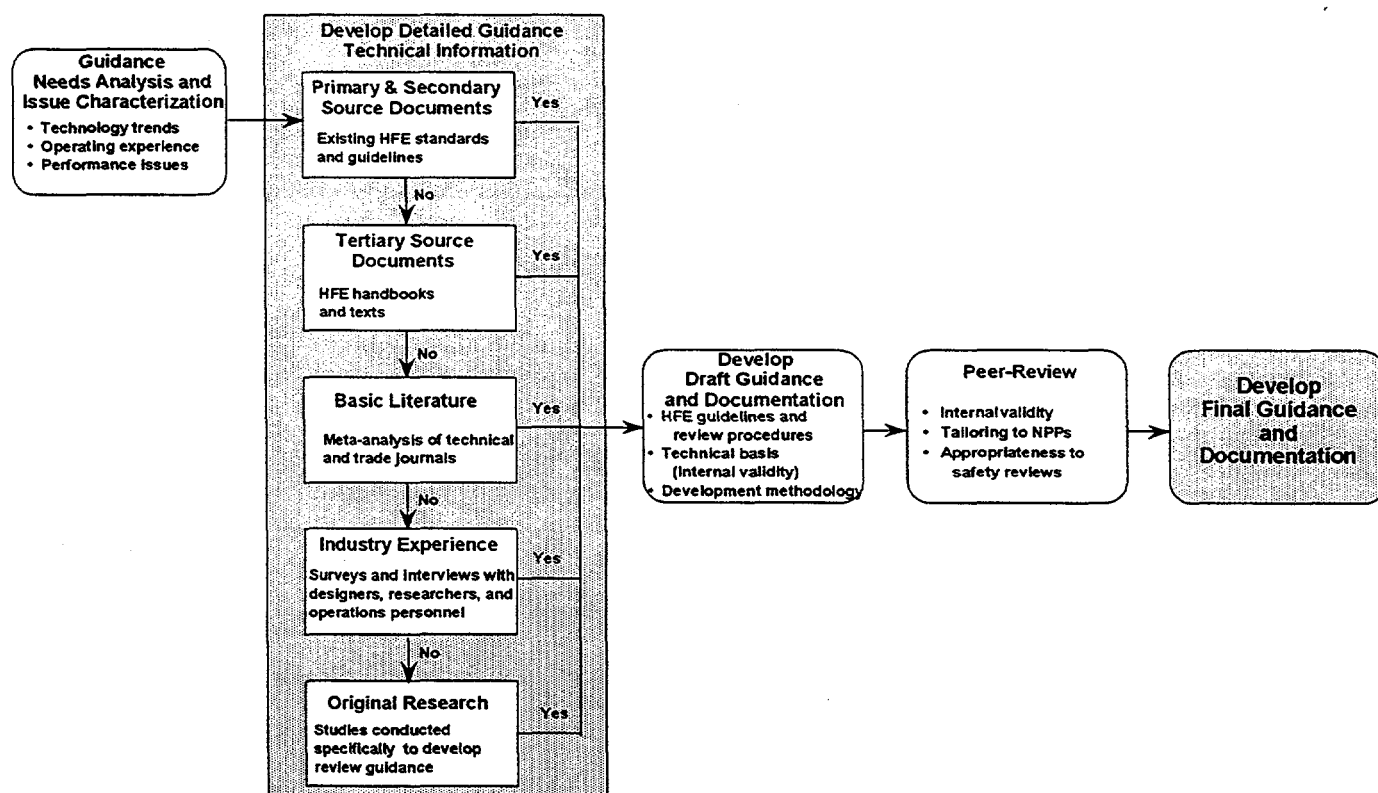 Guidance
Needs Analysis and
Issue Characterization
• Technology trends
• Operating experience
• Performance issues
Develop Detailed Guidance
Technical Information
Primary & Secondary
Source Documents
Existing HFE standards
and guidelines
Yes
No
Tertiary Source
Documents
HFE handbooks
and texts
Yes
No
Basic Literature
Meta-analysis of technical
and trade journals
Yes
No
Industry Experience
Surveys and interviews with
designers, researchers, and
operations personnel
Yes
No
Original Research
Studies conducted
specifically to develop
review guidance
Yes
Develop
Draft Guidance
and Documentation
• HFE guidelines and
review procedures
• Technical basis
(internal validity)
• Development methodology
Peer-Review
• Internal validity
• Tailoring to NPPs
• Appropriateness to
safety reviews
Develop
Final Guidance
and
Documentation